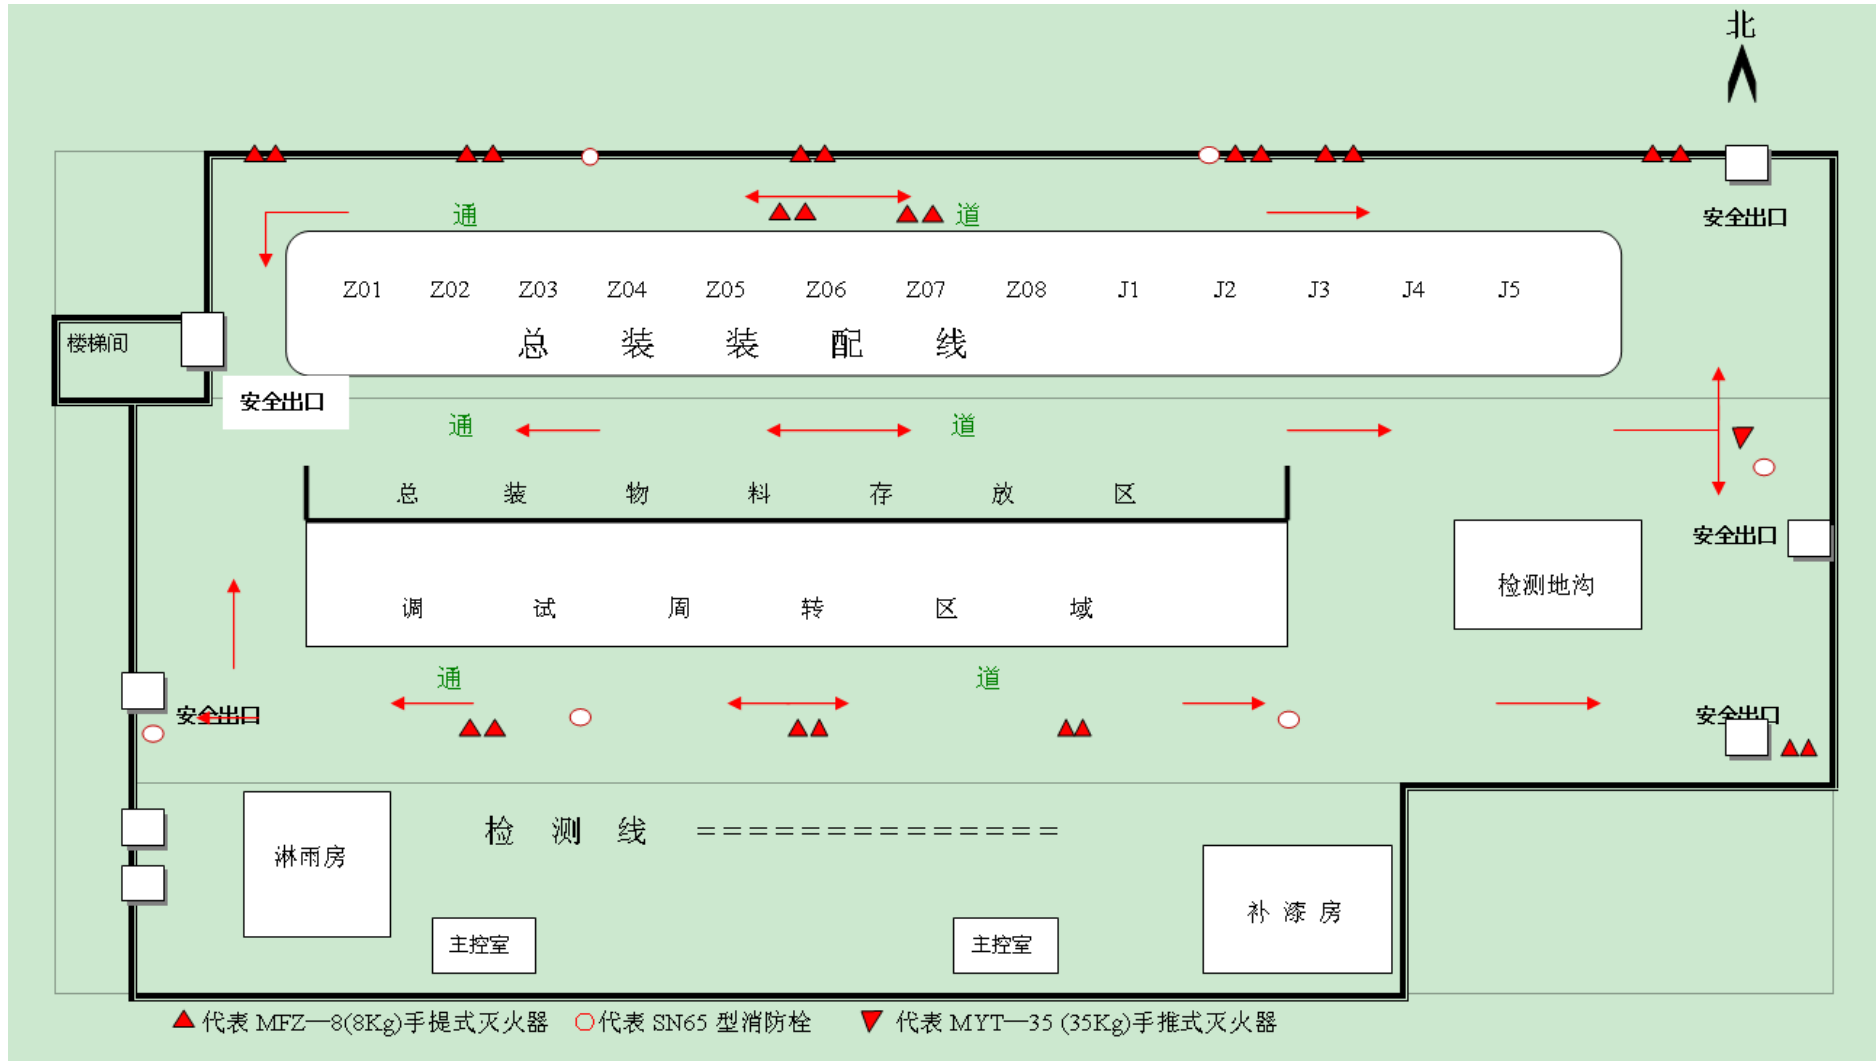 北
通 道
安全出口
Z01 Z02 Z03 Z04 Z05 Z06 Z07 Z08 J1 J2 J3 J4 J5
总 装 装 配 线
楼梯间
安全出口
通 道
总 装 物 料 存 放 区
安全出口
检测地沟
调 试 周 转 区 域
通 道
安全出口
安全出口
检 测 线 ==============
淋雨房
补 漆 房
主控室
主控室
代表 MFZ—8(8Kg)手提式灭火器 代表 SN65 型消防栓 代表 MYT—35 (35Kg)手推式灭火器